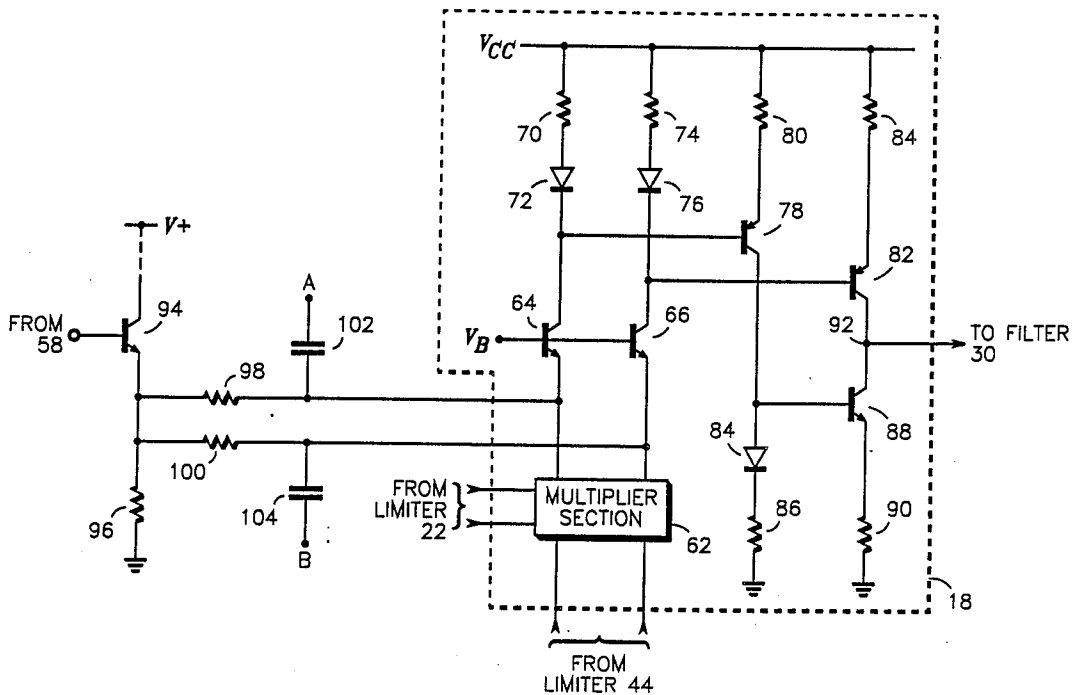 V_CC
70
74
80
84
72
76
78
V+
82
A
94
64
66
92
FROM
58
102
V_B
TO FILTER
30
98
88
84
100
FROM
LIMITER
22
MULTIPLIER
SECTION
104
96
86
90
62
B
18
FROM
LIMITER 44